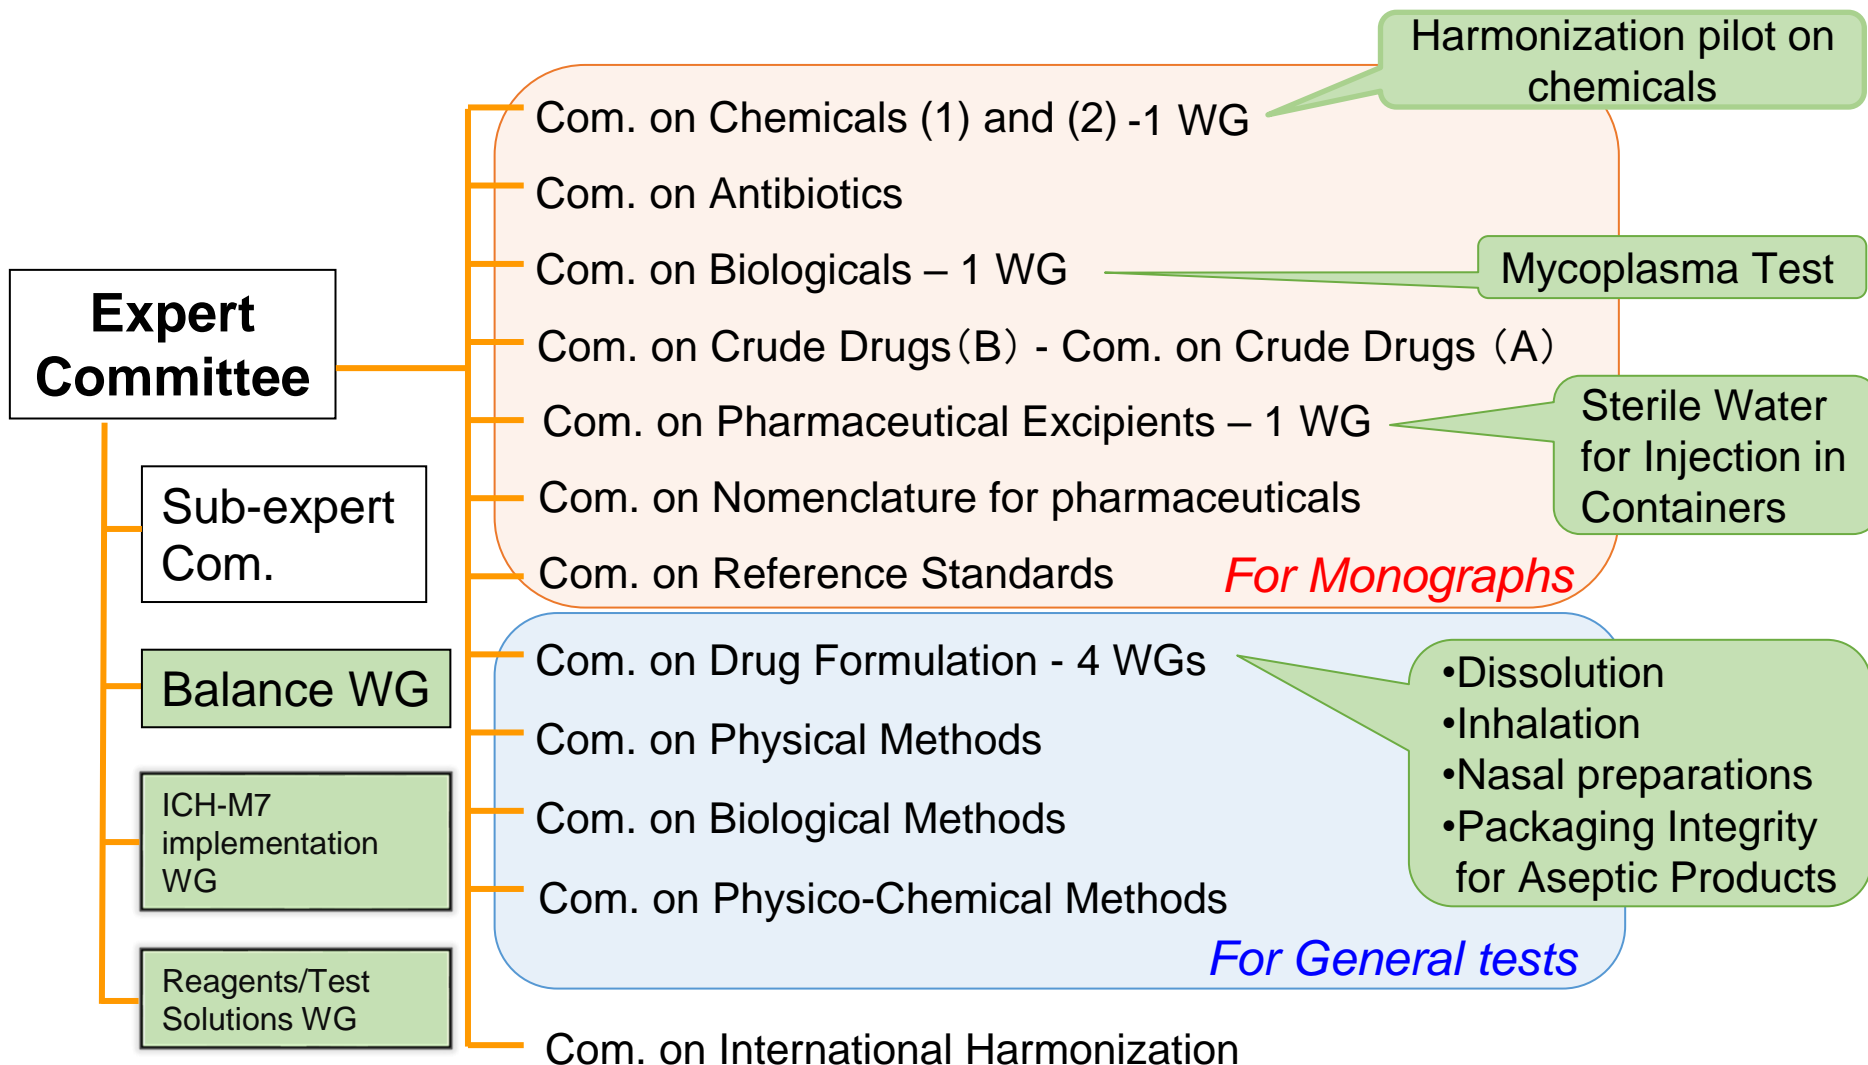 Harmonization pilot on
chemicals
Com. on Chemicals (1) and (2) -1 WG
Com. on Antibiotics
Com. on Biologicals – 1 WG
Mycoplasma Test
Expert
Committee
Com. on Crude Drugs（B） - Com. on Crude Drugs （A）
Com. on Pharmaceutical Excipients – 1 WG
Sterile Water
for Injection in
Containers
Sub-expert
Com.
Com. on Nomenclature for pharmaceuticals
Com. on Reference Standards
For Monographs
Com. on Drug Formulation - 4 WGs
•Dissolution
•Inhalation
•Nasal preparations
•Packaging Integrity
for Aseptic Products
Balance WG
Com. on Physical Methods
ICH-M7
implementation
WG
Com. on Biological Methods
Com. on Physico-Chemical Methods
For General tests
Reagents/Test
Solutions WG
Com. on International Harmonization